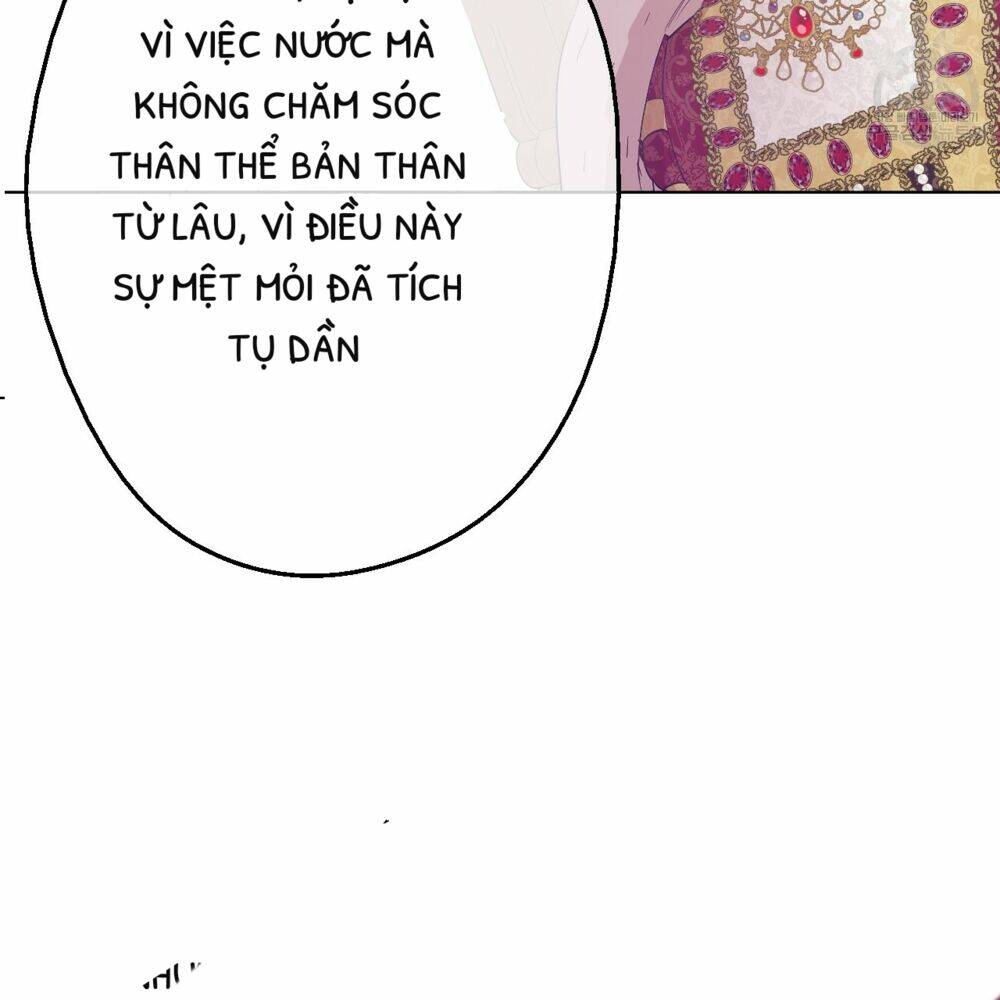 VÌ VIỆC NƯỚC MÀ
KHÔNG CHĂM SÓC
THÂN THỂ BẢN THÂN
TỪ LÂU, VÌ ĐIỀU NÀY
SỰ MỆT MỎI ĐÃ TÍCH
TỤ DẦN